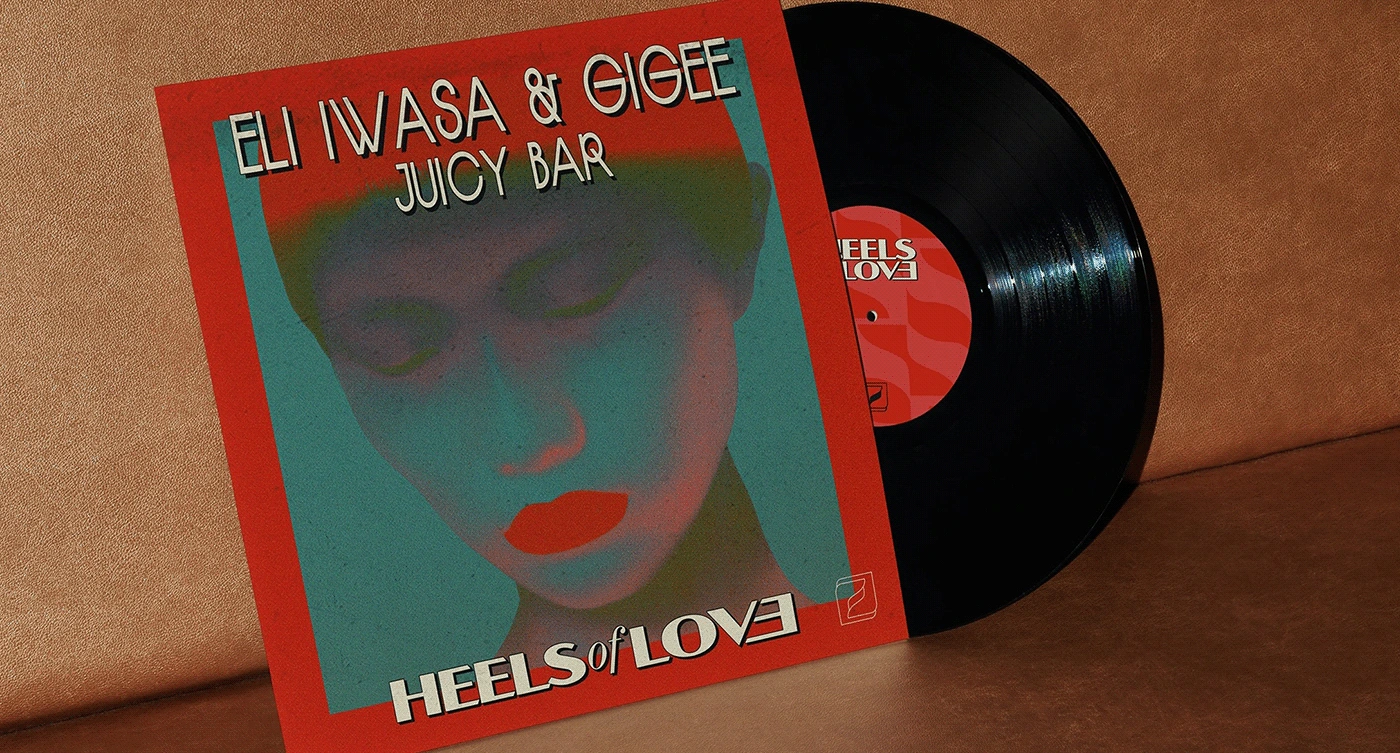 ELI IWASA & GIGEE
JUICY BAR
HEELS of LOVE
HEELS
LOVE